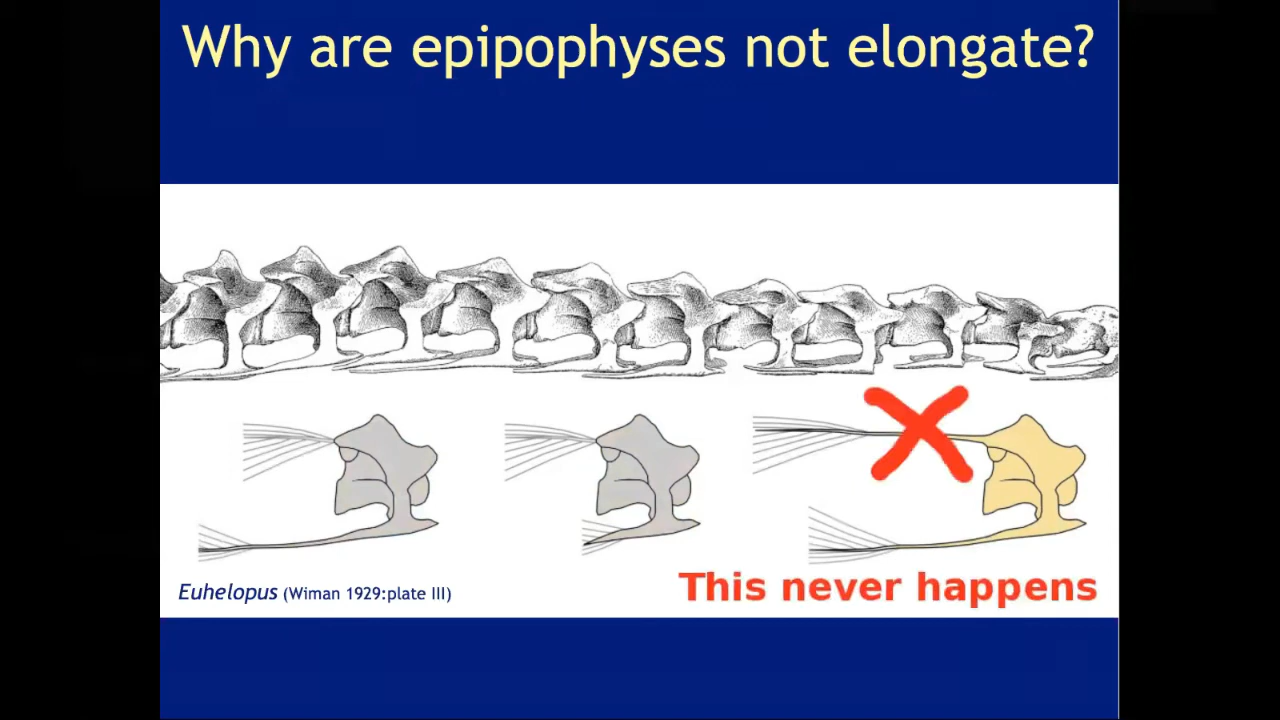 Why are epipophyses not elongate?
Euhelopus (Wiman 1929:plate III)
This never happens